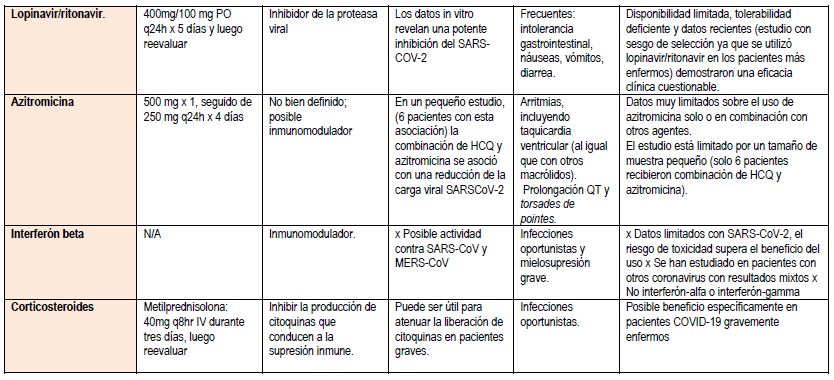 Lopinavir/ritonavir.
400mg/100 mg PO
q24h x 5 días y luego
reevaluar
Inhibidor de la proteasa
viral
Los datos in vitro
revelan una potente
inhibición del SARS-
COV-2
Frecuentes:
intolerancia
gastrointestinal,
náuseas, vómitos,
diarrea.
Disponibilidad limitada, tolerabilidad
deficiente y datos recientes (estudio con
sesgo de selección ya que se utilizó
lopinavir/ritonavir en los pacientes más
enfermos) demostraron una eficacia
clínica cuestionable.
Azitromicina
500 mg x 1, seguido de
250 mg q24h x 4 días
No bien definido;
posible
inmunomodulador
En un pequeño estudio,
(6 pacientes con esta
asociación) la
combinación de HCQ y
azitromicina se asoció
con una reducción de la
carga viral SARSCoV-2
Arritmias,
incluyendo
taquicardia
ventricular (al igual
que con otros
macrólidos).
Prolongación QT y
torsades de
pointes.
Datos muy limitados sobre el uso de
azitromicina solo o en combinación con
otros agentes.
El estudio está limitado por un tamaño de
muestra pequeño (solo 6 pacientes
recibieron combinación de HCQ y
azitromicina).
Interferón beta
N/A
Inmunomodulador.
x Posible actividad
contra SARS-CoV y
MERS-CoV
Infecciones
oportunistas y
mielosupresión
grave.
x Datos limitados con SARS-CoV-2, el
riesgo de toxicidad supera el beneficio del
uso x Se han estudiado en pacientes con
otros coronavirus con resultados mixtos x
No interferón-alfa o interferón-gamma
Corticosteroides
Metilprednisolona:
40mg q8hr IV durante
tres días, luego
reevaluar
Inhibir la producción de
citoquinas que
conducen a la
supresión inmune.
Puede ser útil para
atenuar la liberación de
citoquinas en pacientes
graves.
Infecciones
oportunistas.
Posible beneficio específicamente en
pacientes COVID-19 gravemente
enfermos